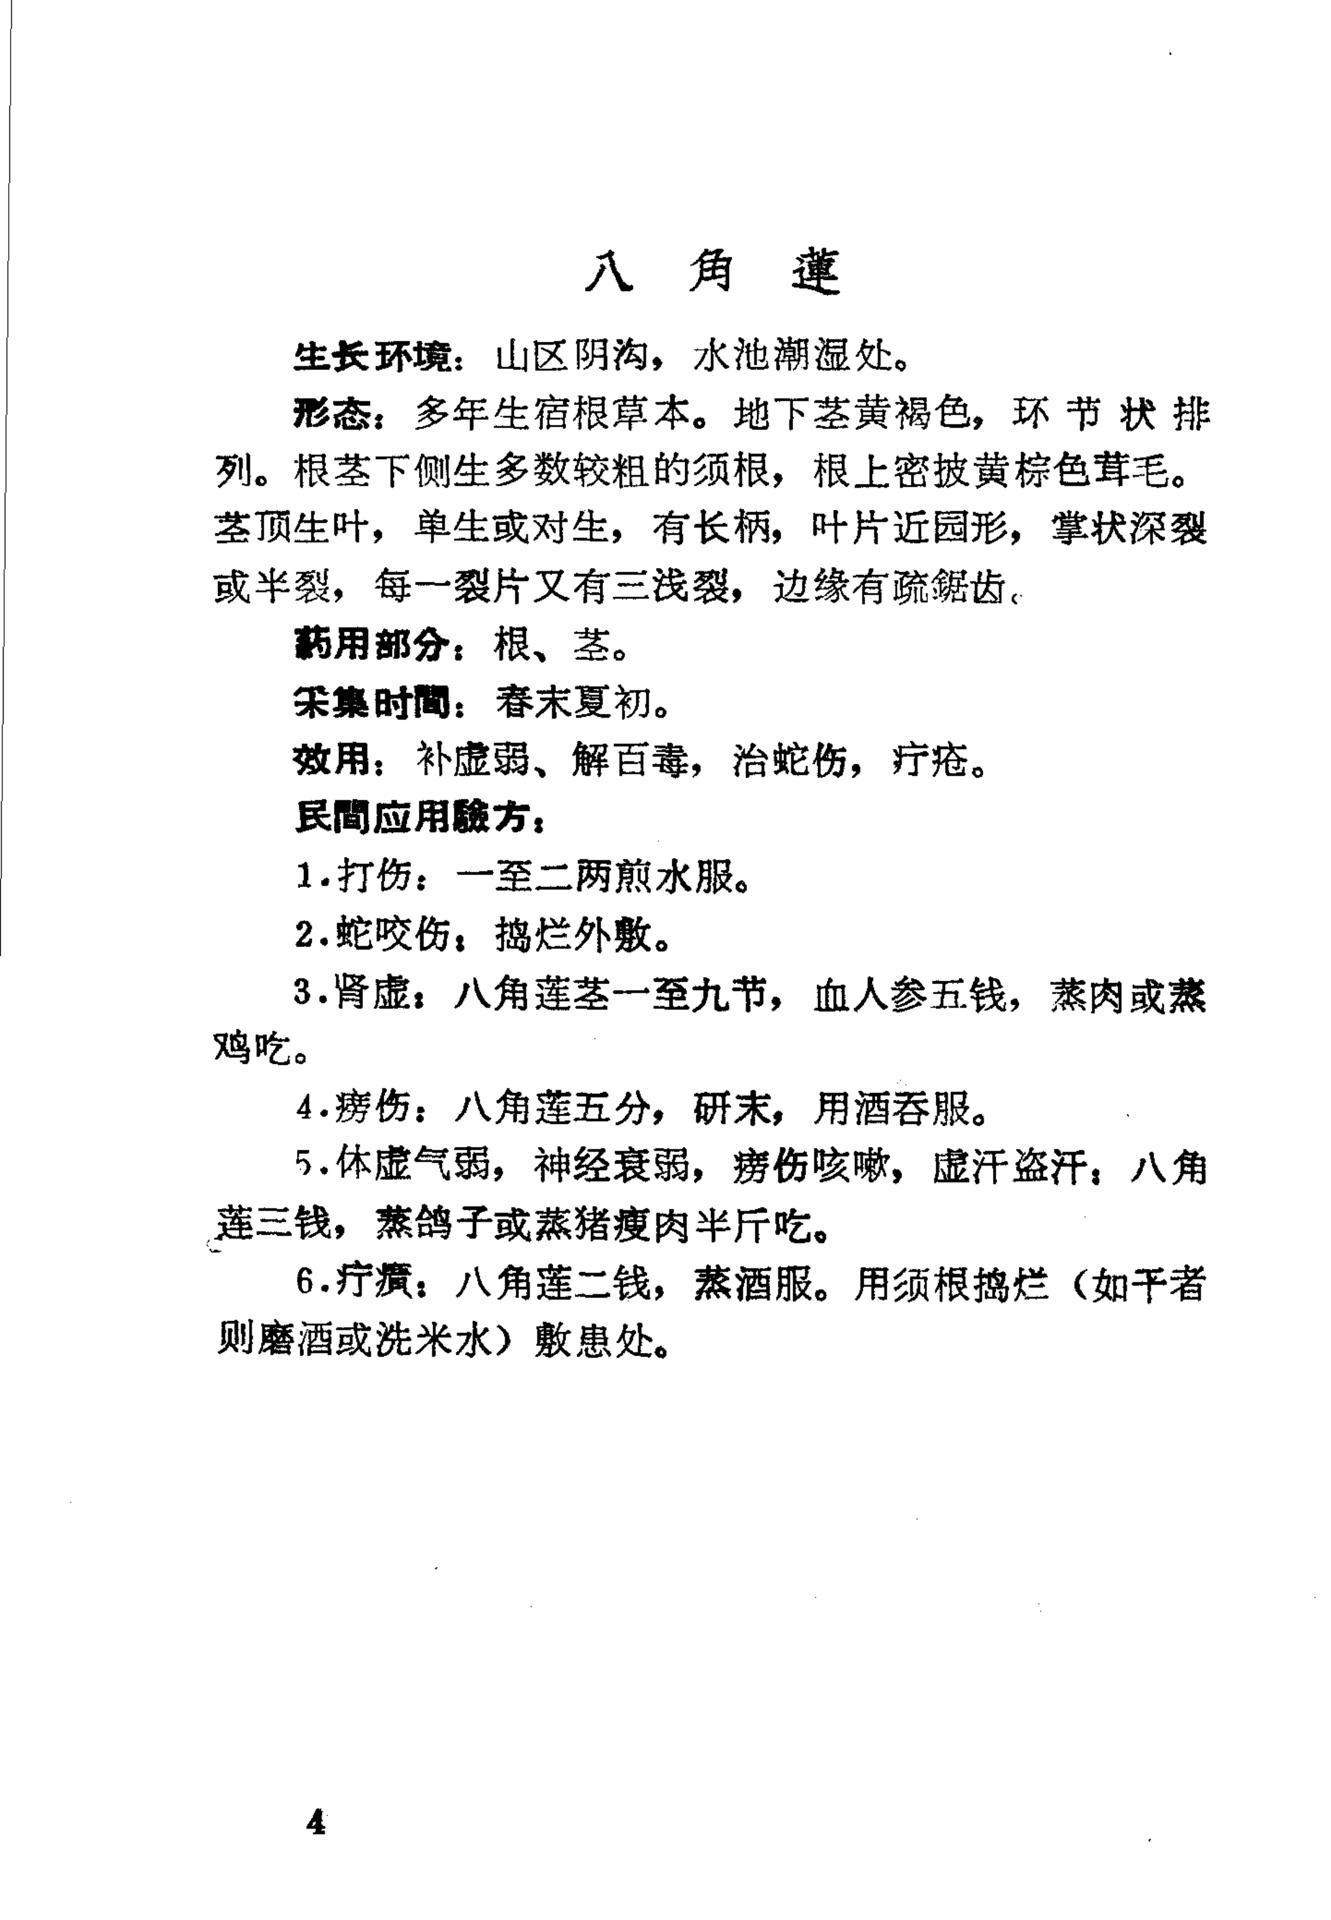 八角蓮
生长环境：山区阴沟，水池潮湿处。
形态：多年生宿根草本。地下茎黄褐色，环节状排
列。根茎下侧生多数较粗的须根，根上密披黄棕色茸毛。
茎顶生叶，单生或对生，有长柄，叶片近园形，掌状深裂
或半裂，每一裂片又有三浅裂，边缘有疏鋸齿。
葯用部分：根、茎。
采集时間：春末夏初。
效用：补虚弱、解百毒，治蛇伤，疔疮。
民間应用驗方：
1.打伤：一至二两煎水服。
2.蛇咬伤：捣烂外敷。
3.肾虚：八角莲茎一至九节，血人参五钱，蒸肉或蒸
鸡吃。
4.痨伤：八角莲五分，研末，用酒吞服。
5.体虚气弱，神经衰弱，痨伤咳嗽，虚汗盗汗：八角
莲三钱，蒸鸽子或蒸猪瘦肉半斤吃。
6.疔癀：八角莲二钱，蒸酒服。用须根捣烂（如干者
则磨酒或洗米水）敷患处。
4